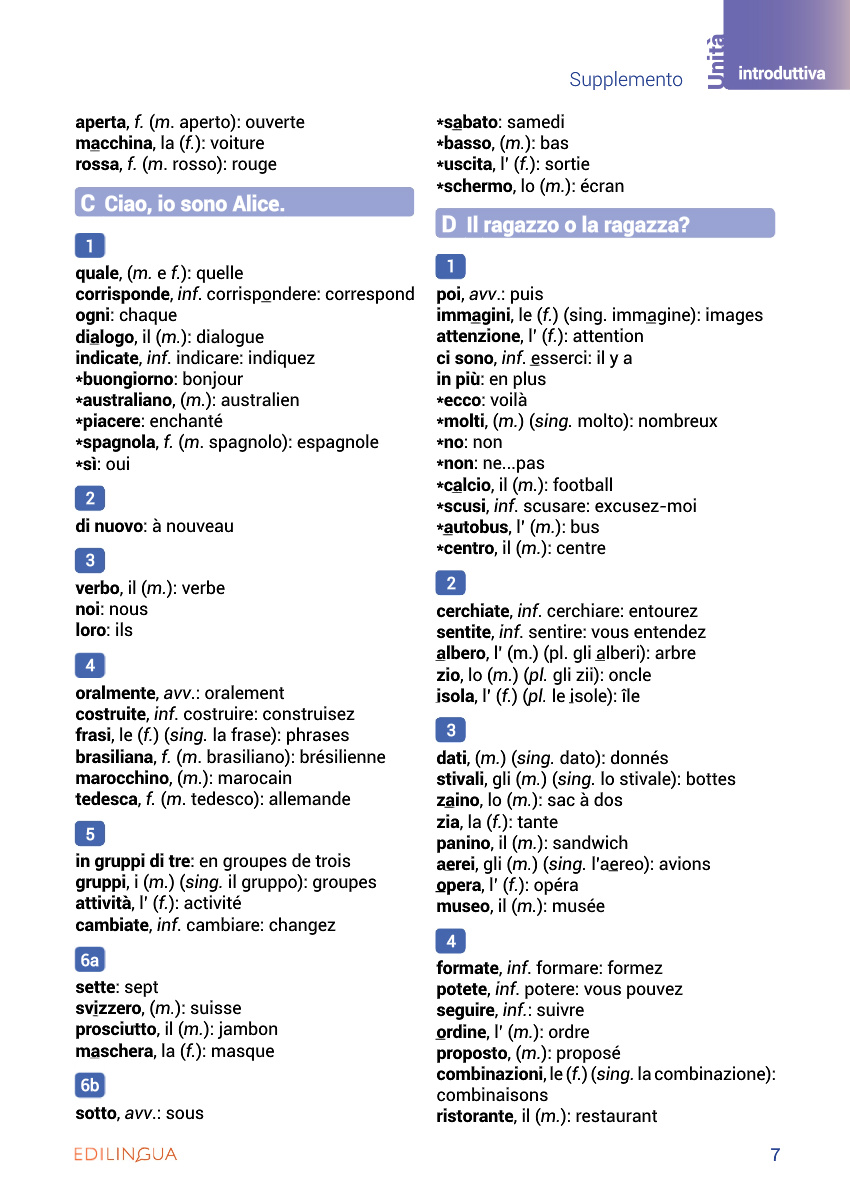 Supplemento
Unità
introduttiva
aperta, f. (m. aperto): ouverte
macchina, la (f.): voiture
rossa, f. (m. rosso): rouge
C Ciao, io sono Alice.
1
quale, (m. e f.): quelle
corrisponde, inf. corrispondere: correspond
ogni: chaque
dialogo, il (m.): dialogue
indicate, inf. indicare: indiquez
*buongiorno: bonjour
*australiano, (m.): australien
*piacere: enchanté
*spagnola, f. (m. spagnolo): espagnole
*sì: oui
2
di nuovo: à nouveau
3
verbo, il (m.): verbe
noi: nous
loro: ils
4
oralmente, avv.: oralement
costruite, inf. costruire: construisez
frasi, le (f.) (sing. la frase): phrases
brasiliana, f. (m. brasiliano): brésilienne
marocchino, (m.): marocain
tedesca, f. (m. tedesco): allemande
5
in gruppi di tre: en groupes de trois
gruppi, i (m.) (sing. il gruppo): groupes
attività, l' (f.): activité
cambiate, inf. cambiare: changez
6a
sette: sept
svizzero, (m.): suisse
prosciutto, il (m.): jambon
maschera, la (f.): masque
6b
sotto, avv.: sous
*sabato: samedi
*basso, (m.): bas
*uscita, l' (f.): sortie
*schermo, lo (m.): écran
D Il ragazzo o la ragazza?
1
poi, avv.: puis
immagini, le (f.) (sing. immagine): images
attenzione, l' (f.): attention
ci sono, inf. esserci: il y a
in più: en plus
*ecco: voilà
*molti, (m.) (sing. molto): nombreux
*no: non
*non: ne...pas
*calcio, il (m.): football
*scusi, inf. scusare: excusez-moi
*autobus, l' (m.): bus
*centro, il (m.): centre
2
cerchiate, inf. cerchiare: entourez
sentite, inf. sentire: vous entendez
albero, l' (m.) (pl. gli alberi): arbre
zio, lo (m.) (pl. gli zii): oncle
isola, l' (f.) (pl. le isole): île
3
dati, (m.) (sing. dato): donnés
stivali, gli (m.) (sing. lo stivale): bottes
zaino, lo (m.): sac à dos
zia, la (f.): tante
panino, il (m.): sandwich
aerei, gli (m.) (sing. l'aereo): avions
opera, l' (f.): opéra
museo, il (m.): musée
4
formate, inf. formare: formez
potete, inf. potere: vous pouvez
seguire, inf.: suivre
ordine, l' (m.): ordre
proposto, (m.): proposé
combinazioni, le (f.) (sing. la combinazione):
combinaisons
ristorante, il (m.): restaurant
EDILINGUA
7